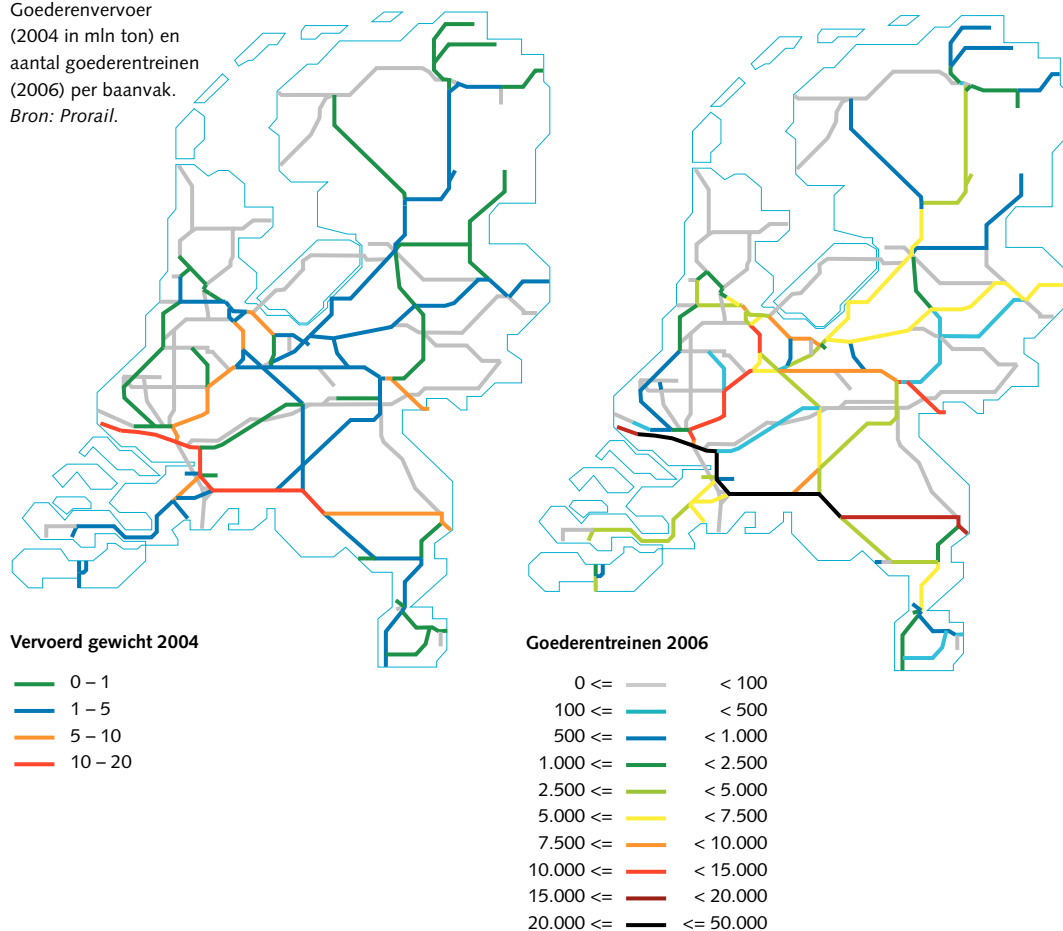 Goederenvervoer
(2004 in mln ton) en
aantal goederentreinen
(2006) per baanvak.
Bron: Prorail.
Vervoerd gewicht 2004
0 – 1
1 – 5
5 – 10
10 – 20
Goederentreinen 2006
0 <= < 100
100 <= < 500
500 <= < 1.000
1.000 <= < 2.500
2.500 <= < 5.000
5.000 <= < 7.500
7.500 <= < 10.000
10.000 <= < 15.000
15.000 <= < 20.000
20.000 <= <= 50.000